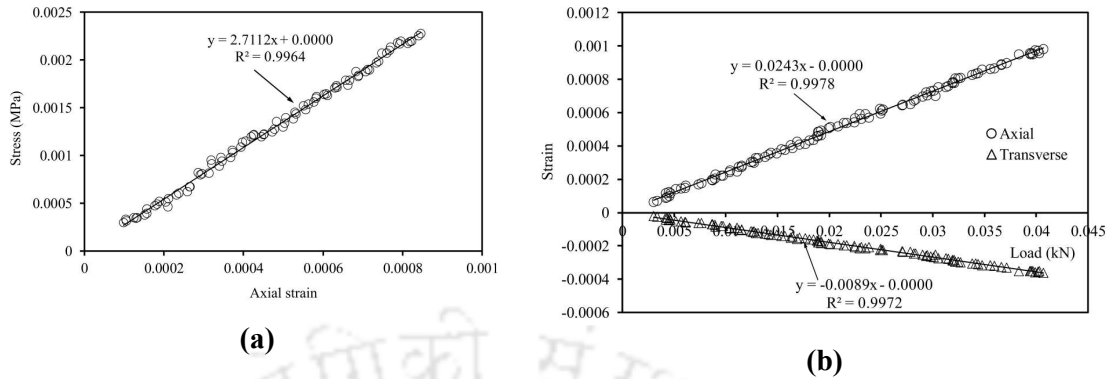 0.0025
0.002
0.0015
0.001
0.0005
0
Stress (MPa)
y = 2.7112x + 0.0000
R² = 0.9964
0 0.0002 0.0004 0.0006 0.0008 0.001
Axial strain
(a)
0.0012
0.001
0.0008
0.0006
0.0004
0.0002
0
-0.0002
-0.0004
-0.0006
Strain
y = 0.0243x - 0.0000
R² = 0.9978
Axial
Transverse
0 0.005 0.01 0.015 0.02 0.025 0.03 0.035 0.04 0.045
Load (kN)
y = -0.0089x - 0.0000
R² = 0.9972
(b)